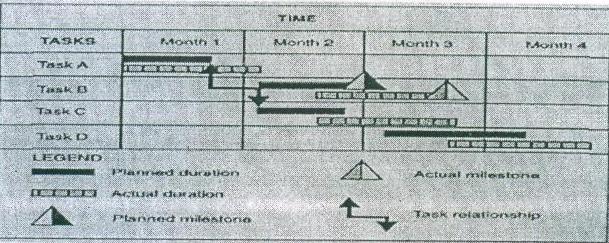 TIME
TASKS Month 1 Month 2 Month 3 Month 4
Task A
Task B
Task C
Task D
LEGEND
Planned duration Actual milestone
Actual duration
Planned milestone Task relationship